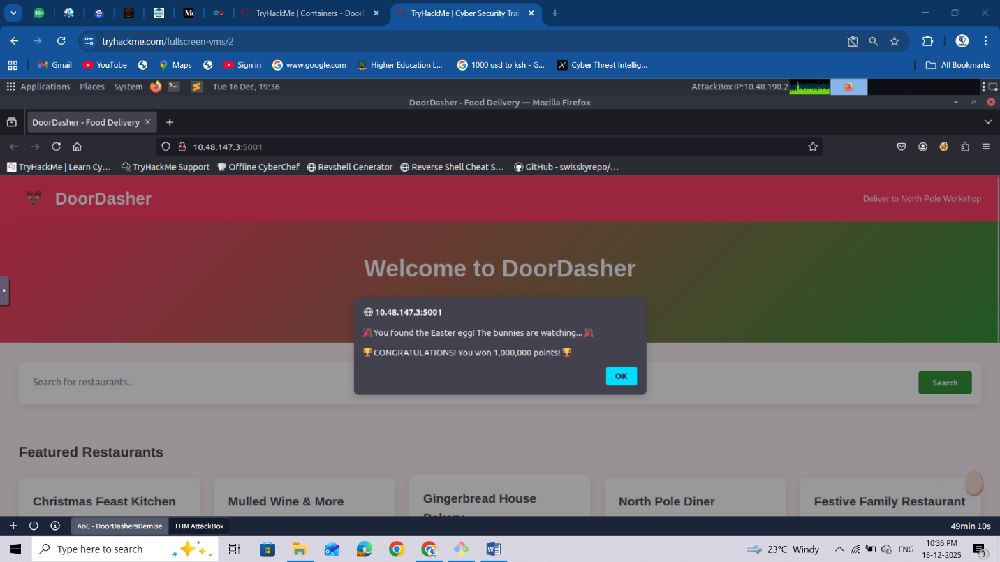 99+
TryHackMe | Containers - Door
TryHackMe | Cyber Security Trai
tryhackme.com/fullscreen-vms/2
Gmail
YouTube
Maps
Sign in
www.google.com
Higher Education L...
1000 usd to ksh - G...
Cyber Threat Intellig...
All Bookmarks
Applications Places System Tue 16 Dec, 19:36 AttackBox IP:10.48.190.2
DoorDasher - Food Delivery — Mozilla Firefox
DoorDasher - Food Delivery
10.48.147.3:5001
TryHackMe | Learn Cy...
TryHackMe Support
Offline CyberChef
Revshell Generator
Reverse Shell Cheat S...
GitHub - swisskyrepo/...
DoorDasher
Deliver to North Pole Workshop
Welcome to DoorDasher
10.48.147.3:5001
🎉 You found the Easter egg! The bunnies are watching... 🎉
🏆 CONGRATULATIONS! You won 1,000,000 points! 🏆
OK
Search for restaurants...
Search
Featured Restaurants
Christmas Feast Kitchen
Mulled Wine & More
Gingerbread House
North Pole Diner
Festive Family Restaurant
AoC - DoorDashersDemise
THM AttackBox
49min 10s
Type here to search
23°C Windy
ENG
10:36 PM
16-12-2025
3